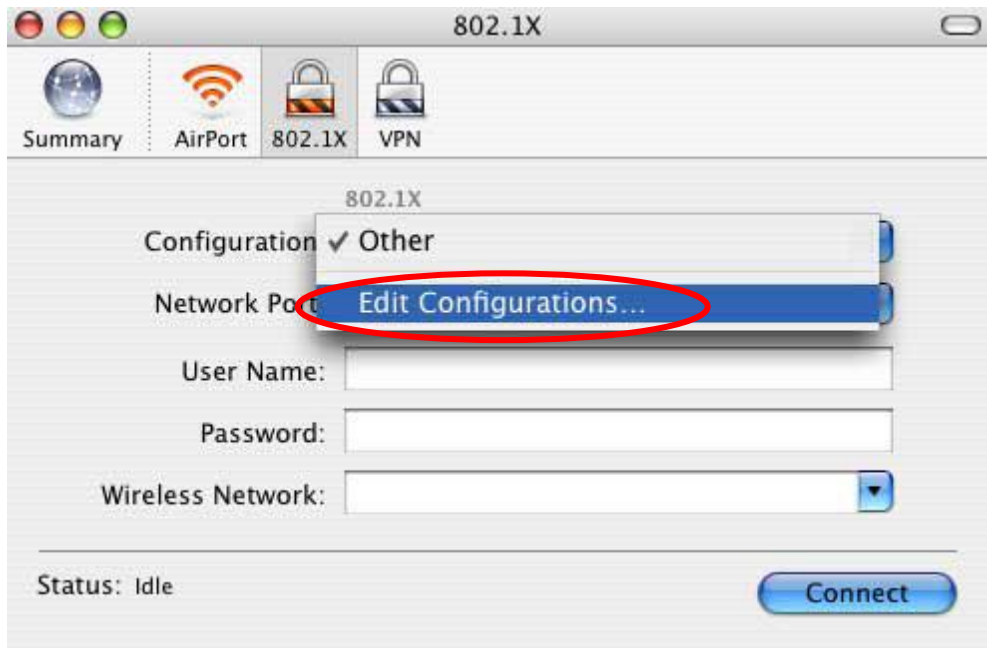 802.1X
Summary
AirPort
802.1X
VPN
802.1X
Configuration ✓ Other
Network Port Edit Configurations...
User Name:
Password:
Wireless Network:
Status: Idle
Connect